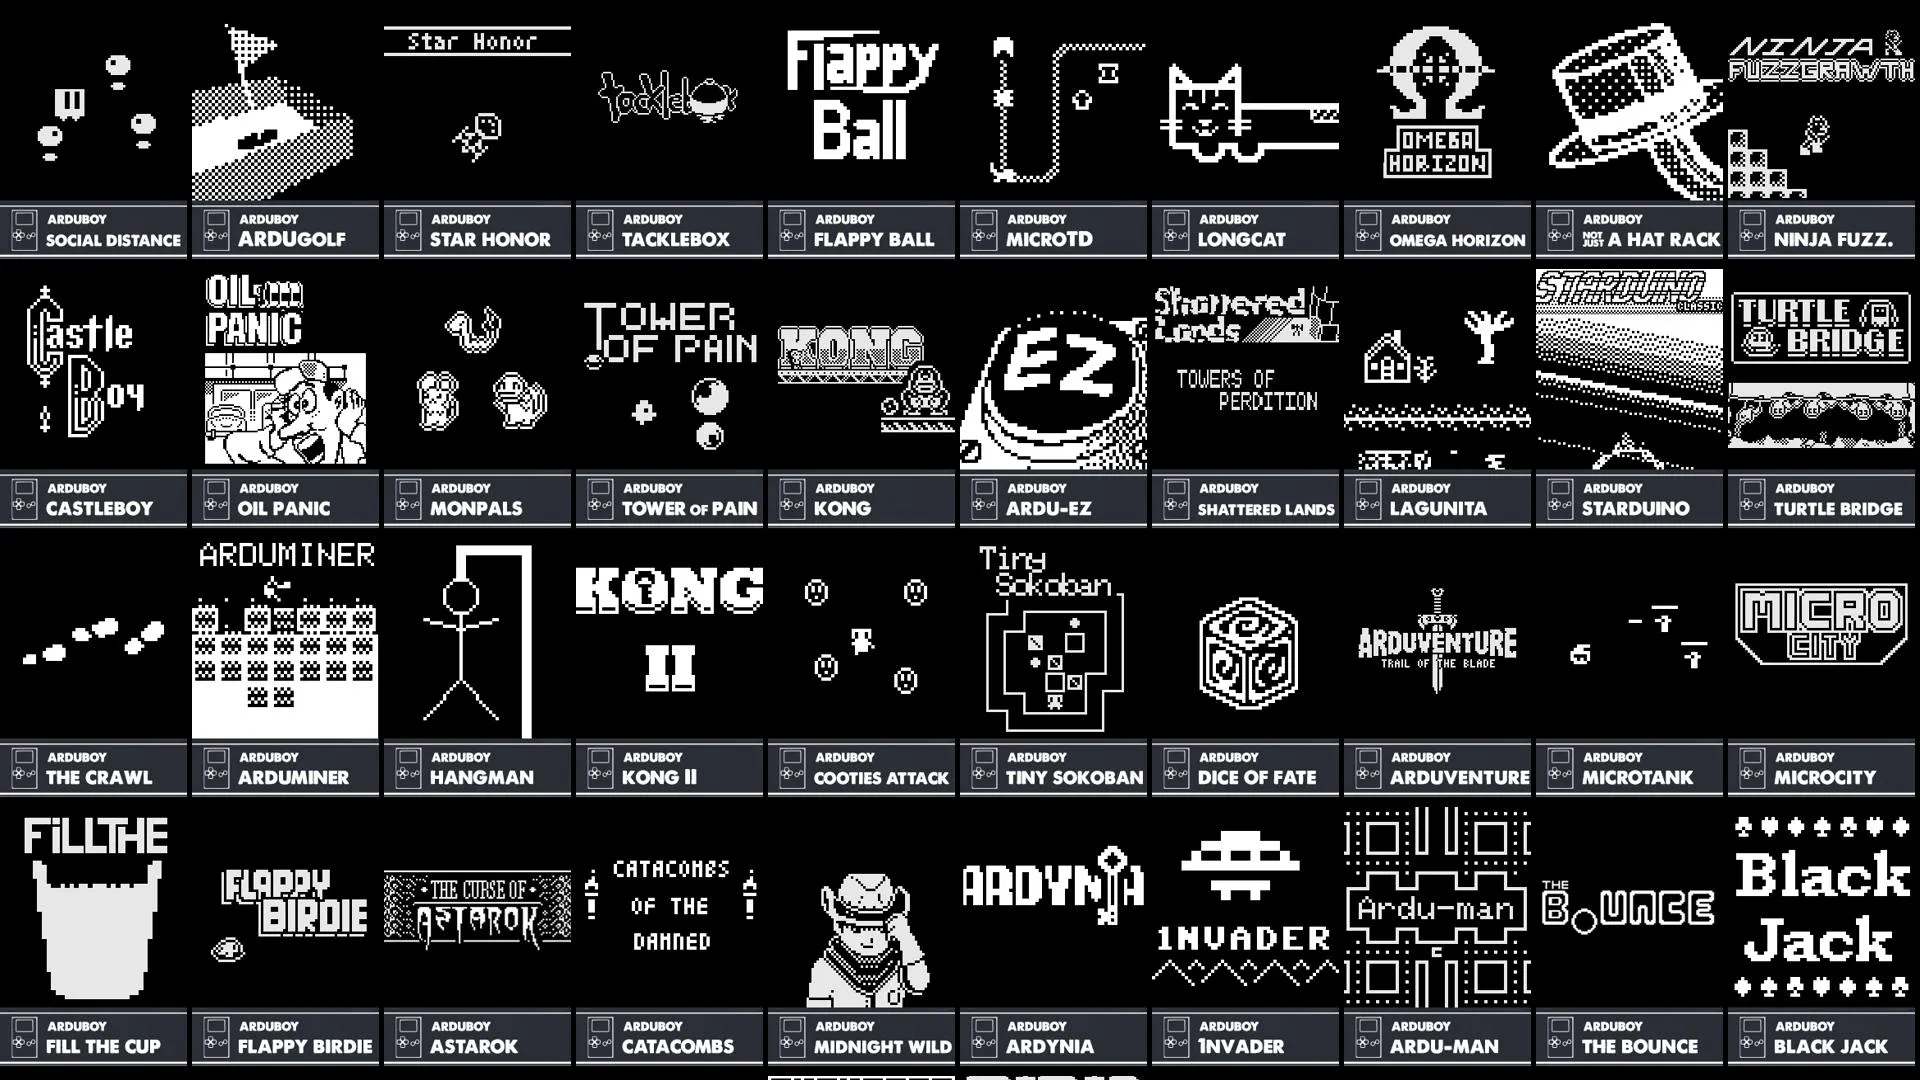 Star Honor
tacklebox
Flappy
Ball
OMEGA
HORIZON
NINJA
FUZZGRAWTH
ARDUBOY
SOCIAL DISTANCE
ARDUBOY
ARDUGOLF
ARDUBOY
STAR HONOR
ARDUBOY
TACKLEBOX
ARDUBOY
FLAPPY BALL
ARDUBOY
MICROTD
ARDUBOY
LONGCAT
ARDUBOY
OMEGA HORIZON
ARDUBOY
NOT JUST A HAT RACK
ARDUBOY
NINJA FUZZ.
Castle
Boy
OIL
PANIC
TOWER
OF PAIN
KONG
EZ
Shattered
Lands
TOWERS OF
PERDITION
STARDUINO
CLASSIC
TURTLE
BRIDGE
ARDUBOY
CASTLEBOY
ARDUBOY
OIL PANIC
ARDUBOY
MONPALS
ARDUBOY
TOWER OF PAIN
ARDUBOY
KONG
ARDUBOY
ARDU-EZ
ARDUBOY
SHATTERED LANDS
ARDUBOY
LAGUNITA
ARDUBOY
STARDUINO
ARDUBOY
TURTLE BRIDGE
ARDUMINER
KONG
II
Tiny
Sokoban
ARDUVENTURE
TRAIL OF THE BLADE
MICRO
CITY
ARDUBOY
THE CRAWL
ARDUBOY
ARDUMINER
ARDUBOY
HANGMAN
ARDUBOY
KONG II
ARDUBOY
COOTIES ATTACK
ARDUBOY
TINY SOKOBAN
ARDUBOY
DICE OF FATE
ARDUBOY
ARDUVENTURE
ARDUBOY
MICROTANK
ARDUBOY
MICROCITY
FiLLTHE
FLAPPY
BIRDIE
THE CURSE OF
ASTAROK
CATACOMBS
OF THE
DAMNED
ARDYNIA
1NVADER
Ardu-man
THE
BOUNCE
Black
Jack
ARDUBOY
FILL THE CUP
ARDUBOY
FLAPPY BIRDIE
ARDUBOY
ASTAROK
ARDUBOY
CATACOMBS
ARDUBOY
MIDNIGHT WILD
ARDUBOY
ARDYNIA
ARDUBOY
1NVADER
ARDUBOY
ARDU-MAN
ARDUBOY
THE BOUNCE
ARDUBOY
BLACK JACK